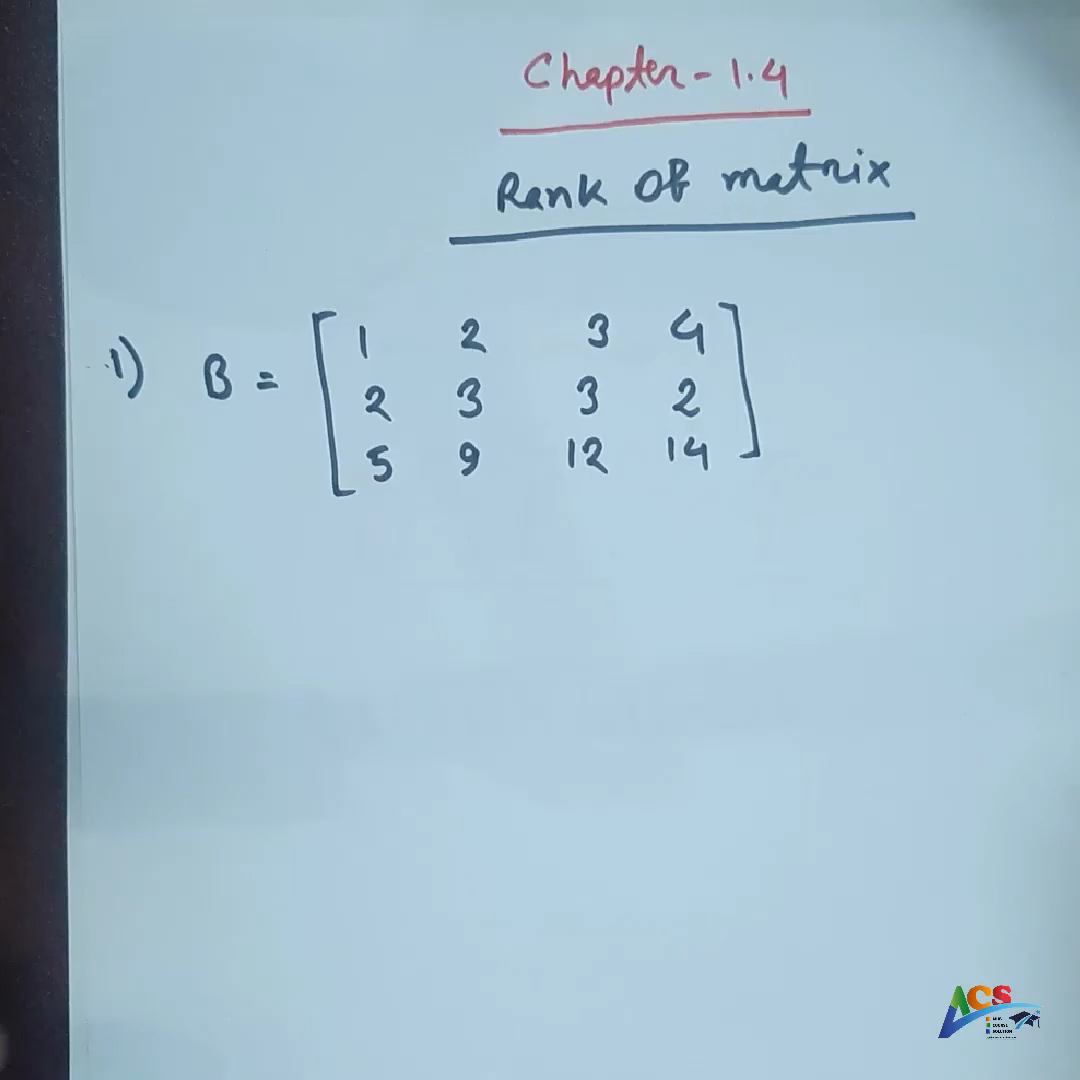 Chapter - 1.4
Rank of matrix
1) B = [ 1 2 3 4
2 3 3 2
5 9 12 14 ]
ACS